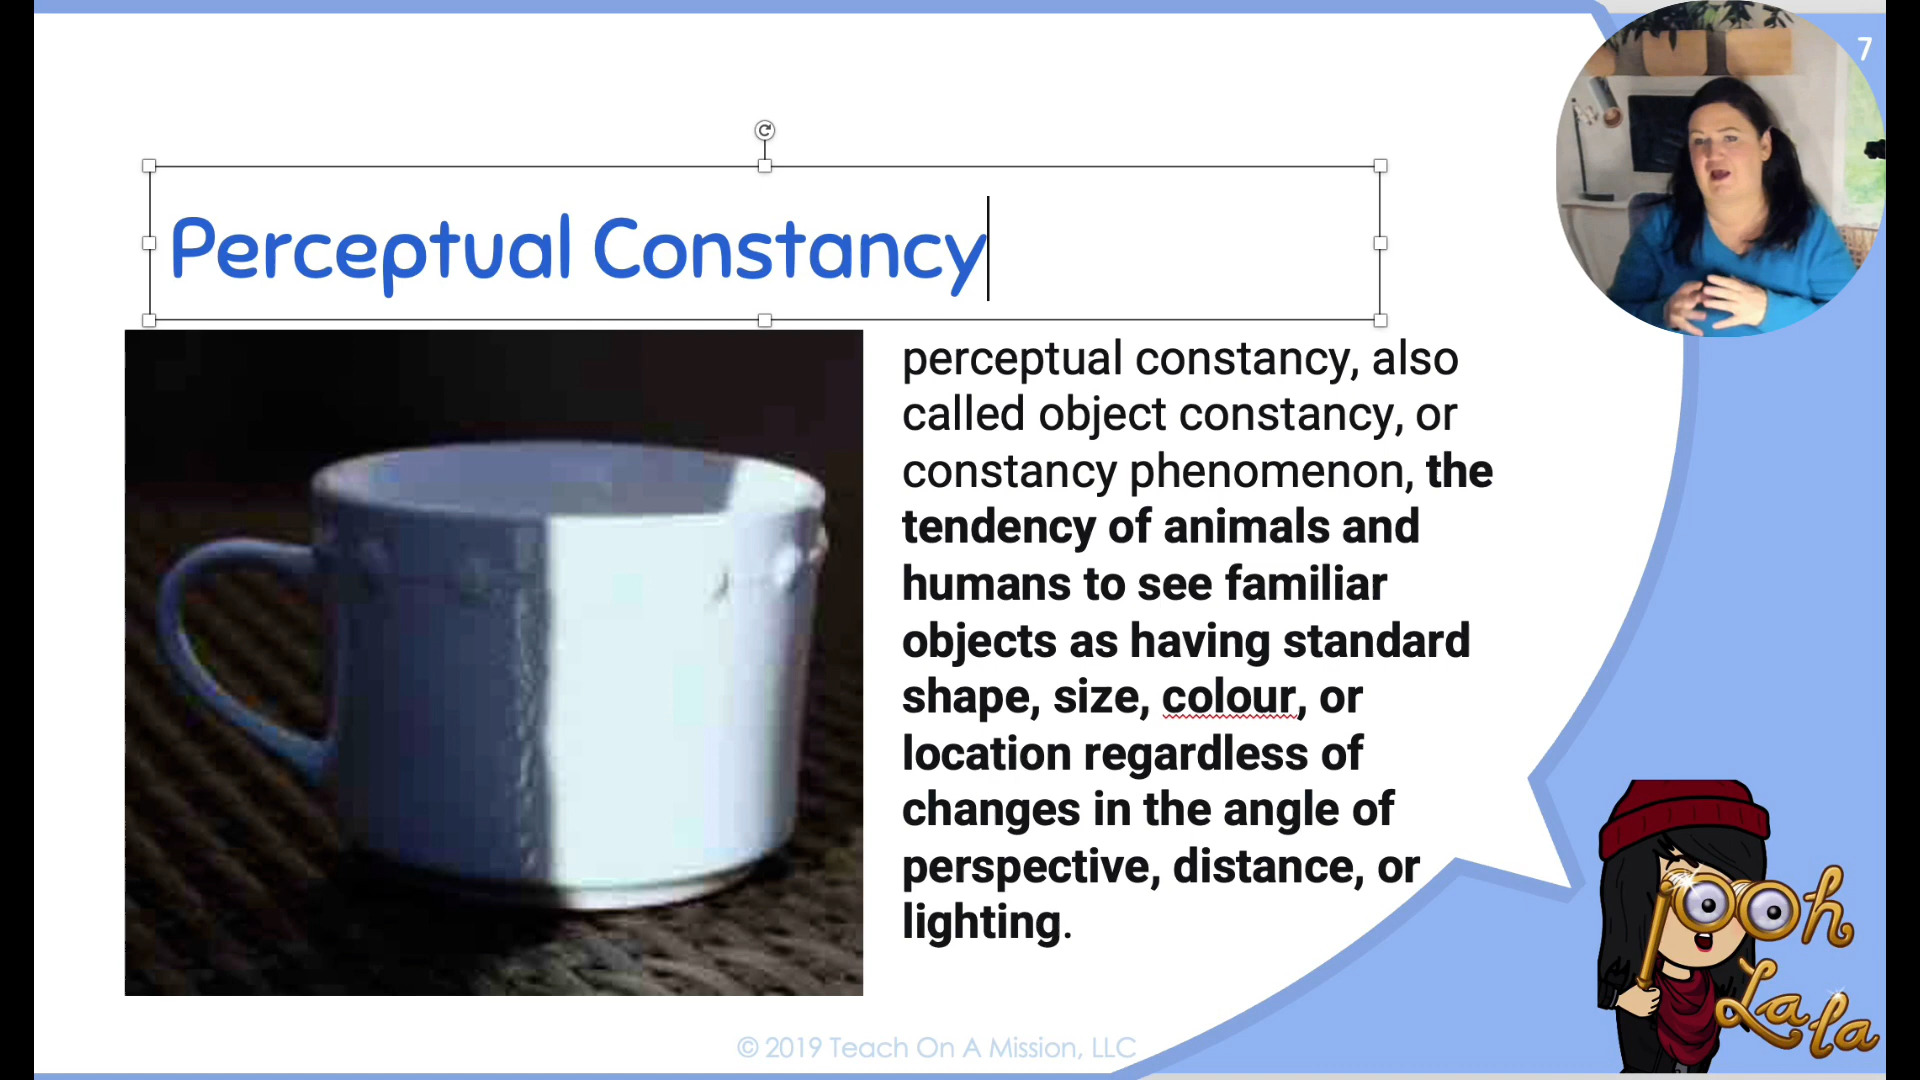 7
Perceptual Constancy
perceptual constancy, also
called object constancy, or
constancy phenomenon, the
tendency of animals and
humans to see familiar
objects as having standard
shape, size, colour, or
location regardless of
changes in the angle of
perspective, distance, or
lighting.
ooh
La la
© 2019 Teach On A Mission, LLC